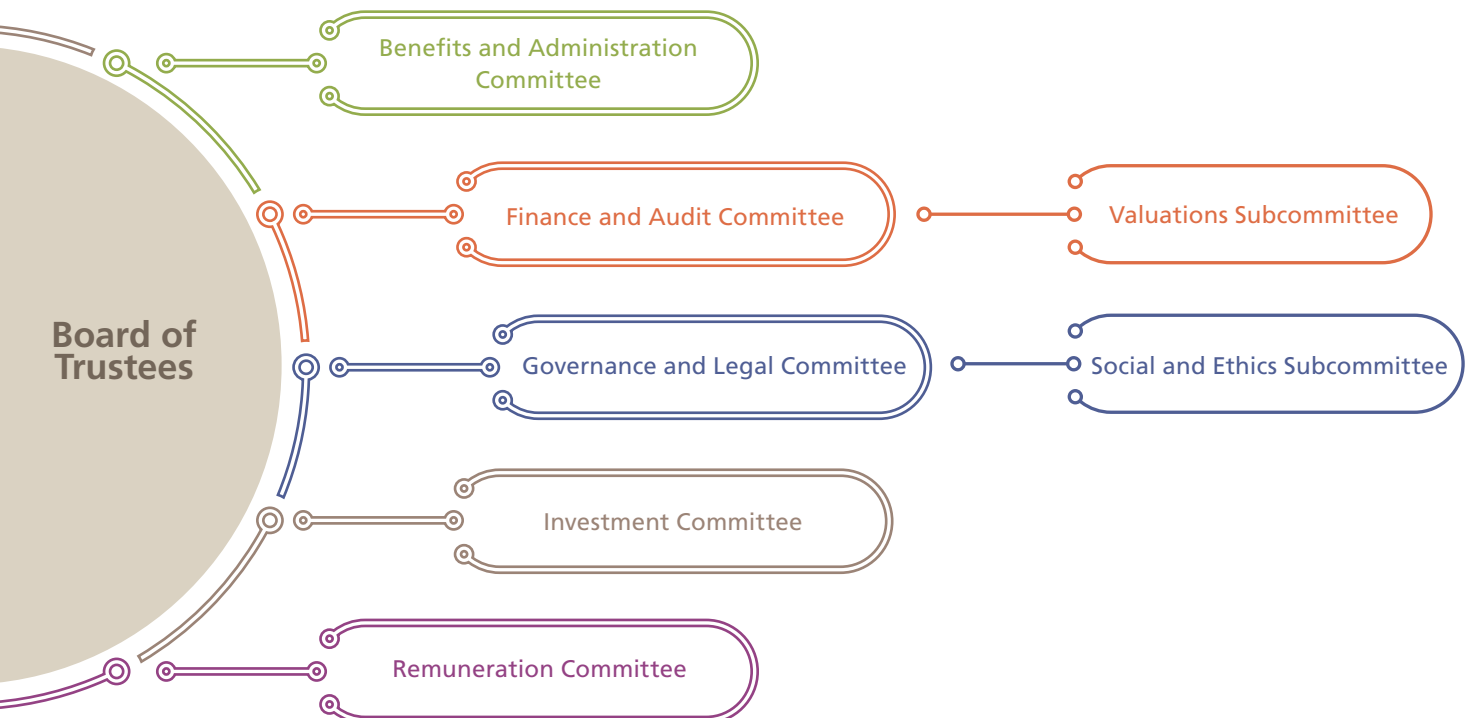 Board of
Trustees
Benefits and Administration
Committee
Finance and Audit Committee
Valuations Subcommittee
Governance and Legal Committee
Social and Ethics Subcommittee
Investment Committee
Remuneration Committee